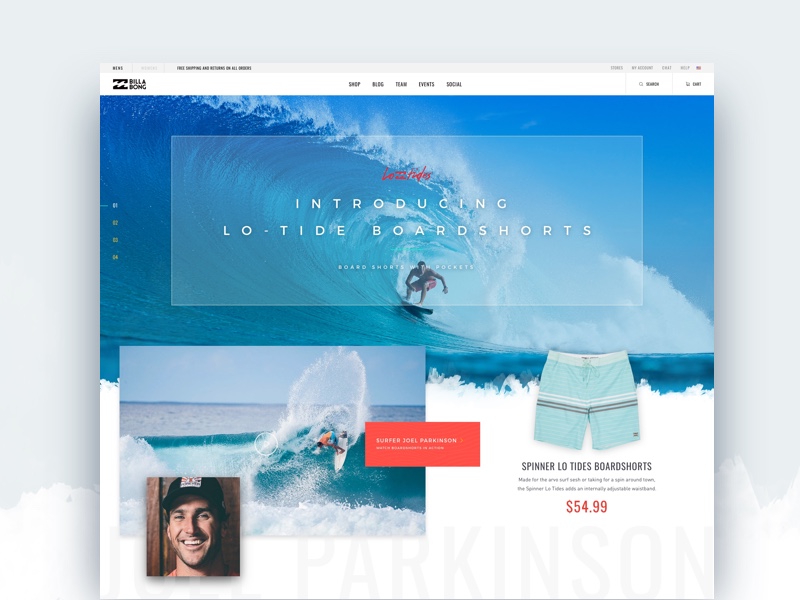 MENS WOMENS FREE SHIPPING AND RETURNS ON ALL ORDERS STORES MY ACCOUNT CHAT HELP
BILLA
BONG
SHOP BLOG TEAM EVENTS SOCIAL SEARCH CART
Lo Tides
INTRODUCING
LO-TIDE BOARDSHORTS
BOARD SHORTS WITH POCKETS
01
02
03
04
SURFER JOEL PARKINSON
WATCH BOARDSHORTS IN ACTION
SPINNER LO TIDES BOARDSHORTS
Made for the arvo surf sesh or taking for a spin around town,
the Spinner Lo Tides adds an internally adjustable waistband.
$54.99
JOEL PARKINSON